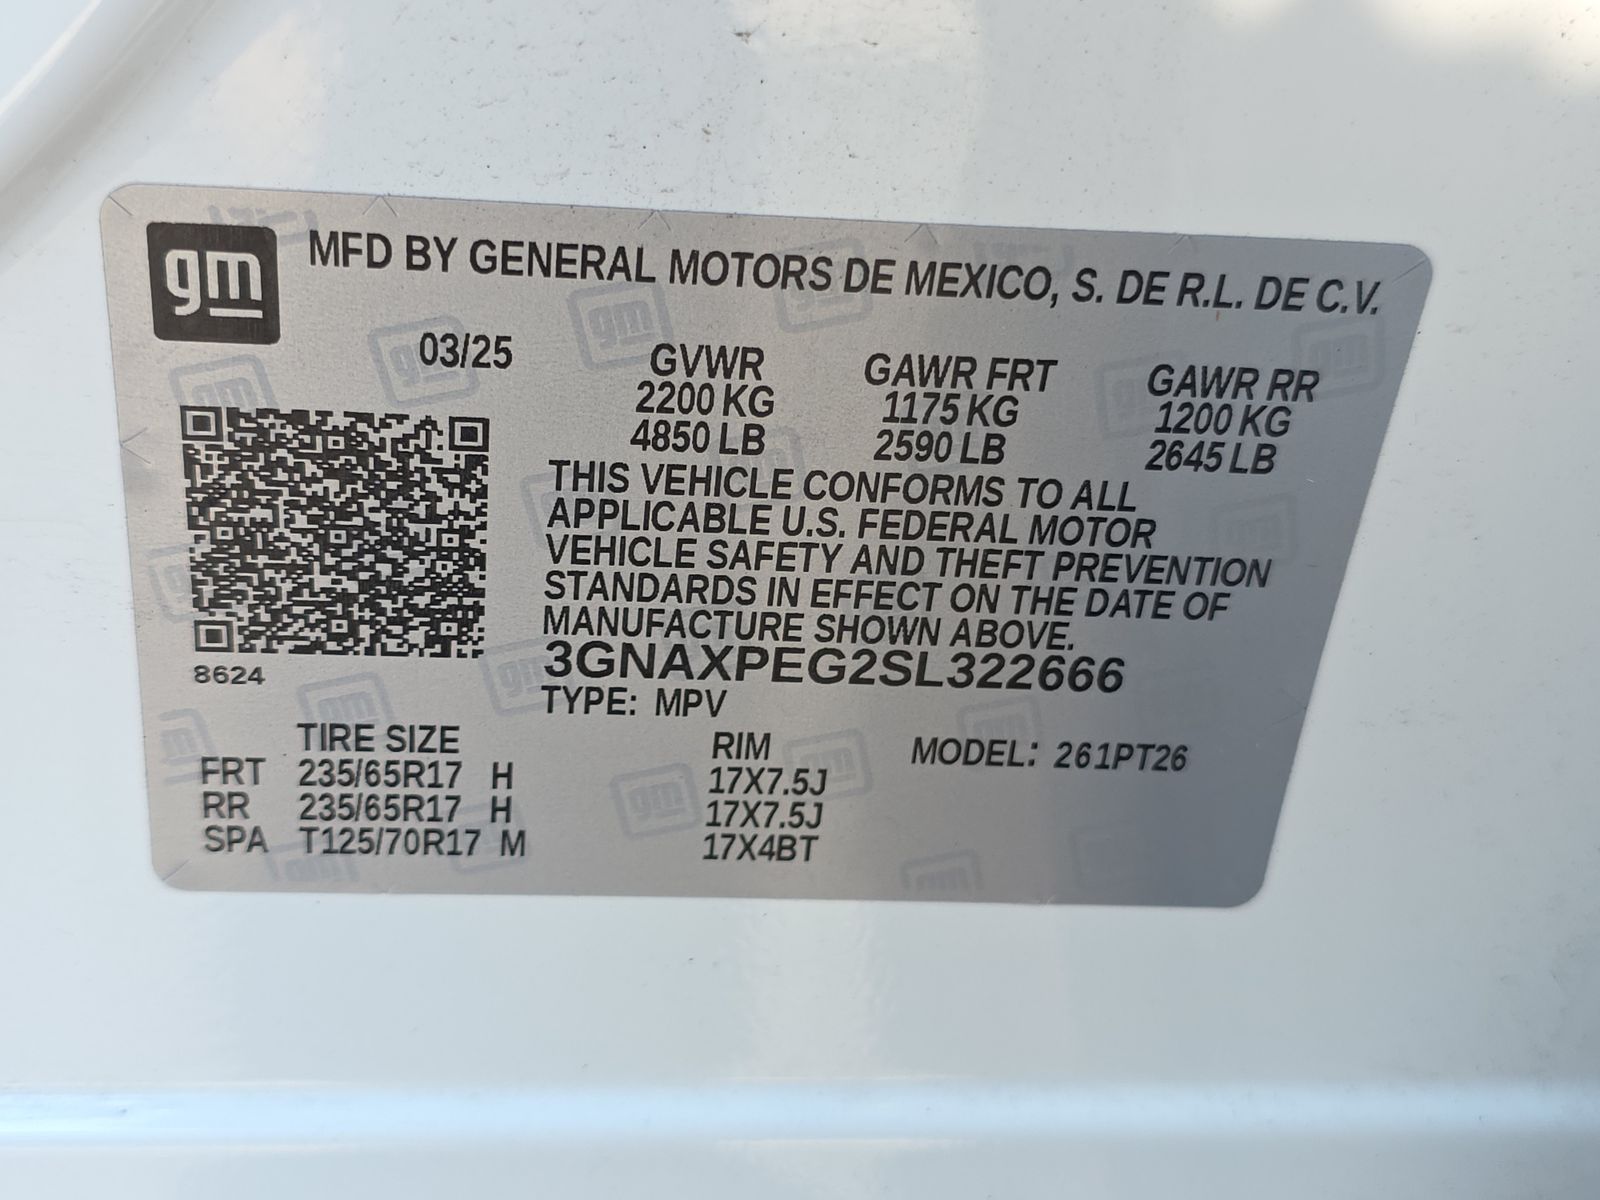 gm MFD BY GENERAL MOTORS DE MEXICO, S. DE R.L. DE C.V.
03/25 GVWR GAWR FRT GAWR RR
2200 KG 1175 KG 1200 KG
4850 LB 2590 LB 2645 LB
THIS VEHICLE CONFORMS TO ALL
APPLICABLE U.S. FEDERAL MOTOR
VEHICLE SAFETY AND THEFT PREVENTION
STANDARDS IN EFFECT ON THE DATE OF
MANUFACTURE SHOWN ABOVE.
8624 3GNAXPEG2SL322666
TYPE: MPV
TIRE SIZE RIM MODEL: 261PT26
FRT 235/65R17 H 17X7.5J
RR 235/65R17 H 17X7.5J
SPA T125/70R17 M 17X4BT